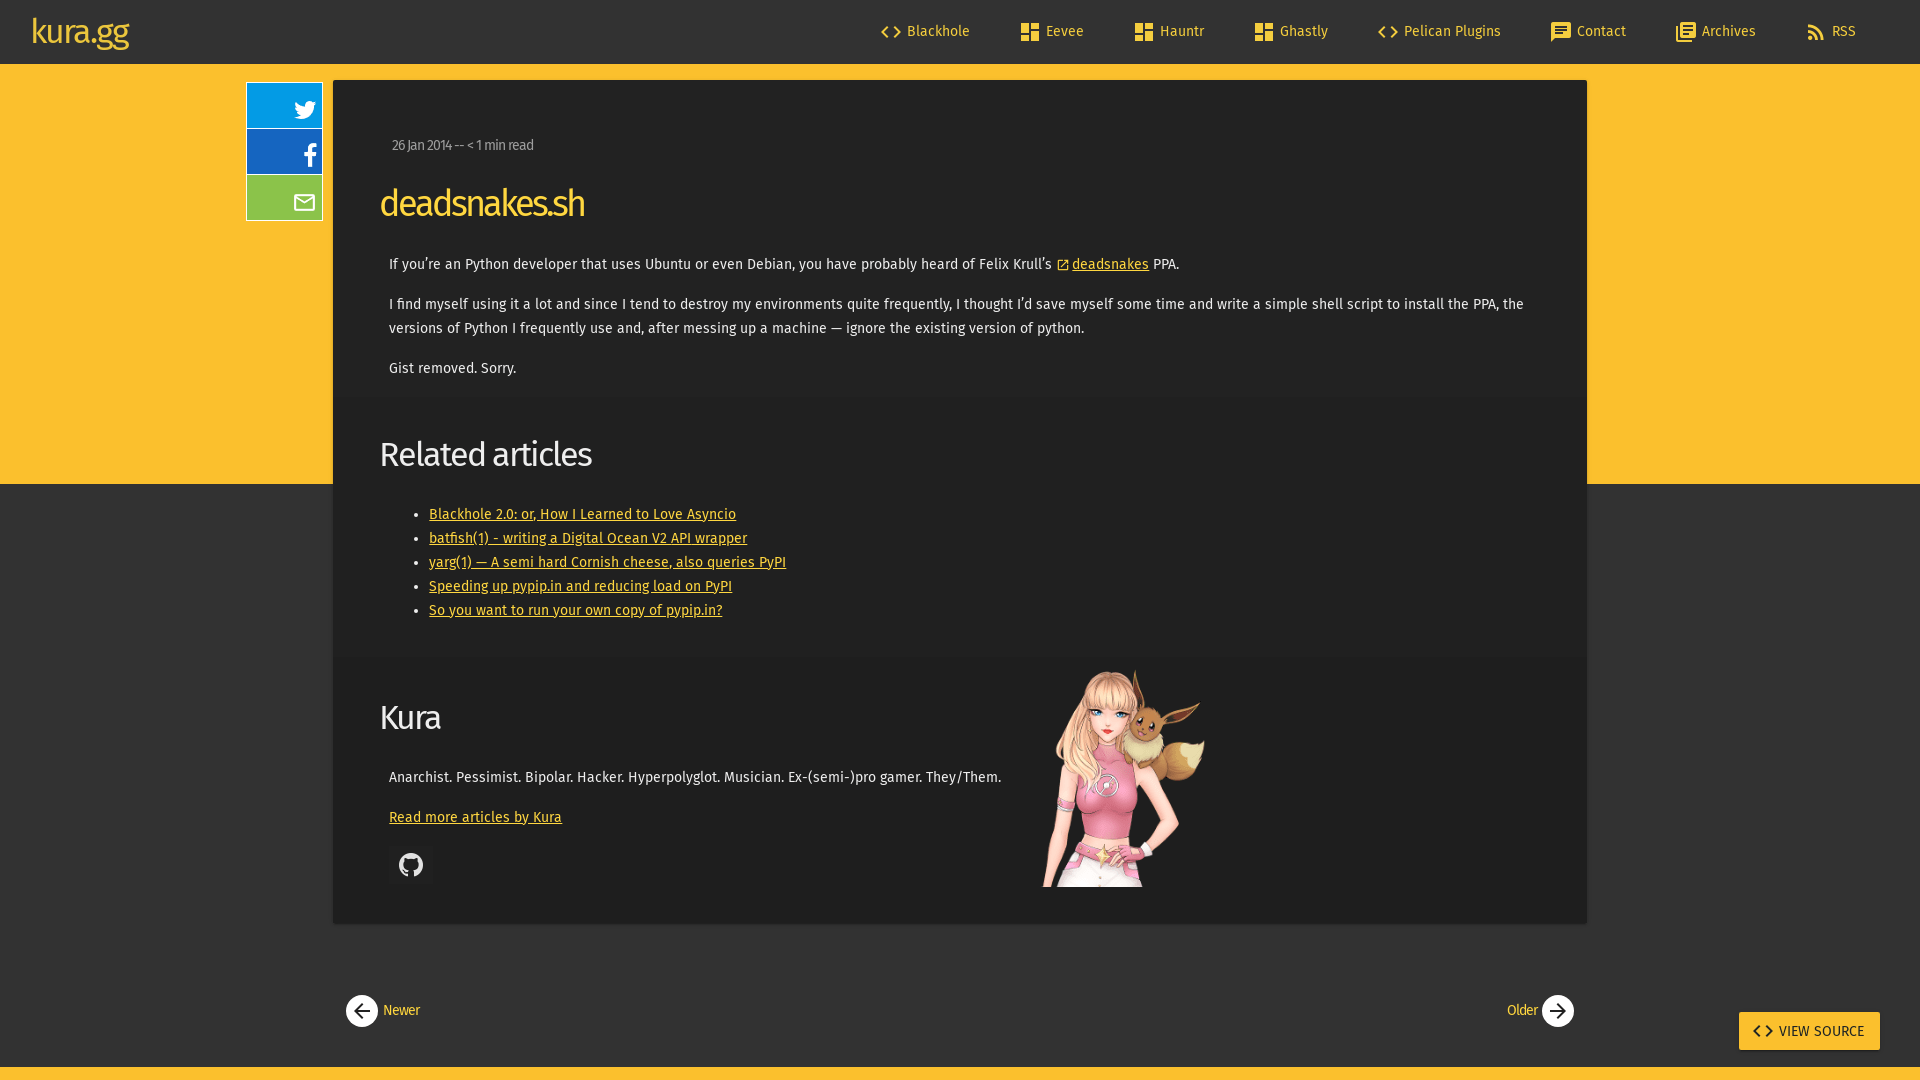 kura.gg
Blackhole
Eevee
Hauntr
Ghastly
Pelican Plugins
Contact
Archives
RSS
26 Jan 2014 -- < 1 min read
deadsnakes.sh
If you’re an Python developer that uses Ubuntu or even Debian, you have probably heard of Felix Krull’s deadsnakes PPA.
I find myself using it a lot and since I tend to destroy my environments quite frequently, I thought I’d save myself some time and write a simple shell script to install the PPA, the
versions of Python I frequently use and, after messing up a machine — ignore the existing version of python.
Gist removed. Sorry.
Related articles
Blackhole 2.0: or, How I Learned to Love Asyncio
batfish(1) - writing a Digital Ocean V2 API wrapper
yarg(1) — A semi hard Cornish cheese, also queries PyPI
Speeding up pypip.in and reducing load on PyPI
So you want to run your own copy of pypip.in?
Kura
Anarchist. Pessimist. Bipolar. Hacker. Hyperpolyglot. Musician. Ex-(semi-)pro gamer. They/Them.
Read more articles by Kura
Newer
Older
VIEW SOURCE